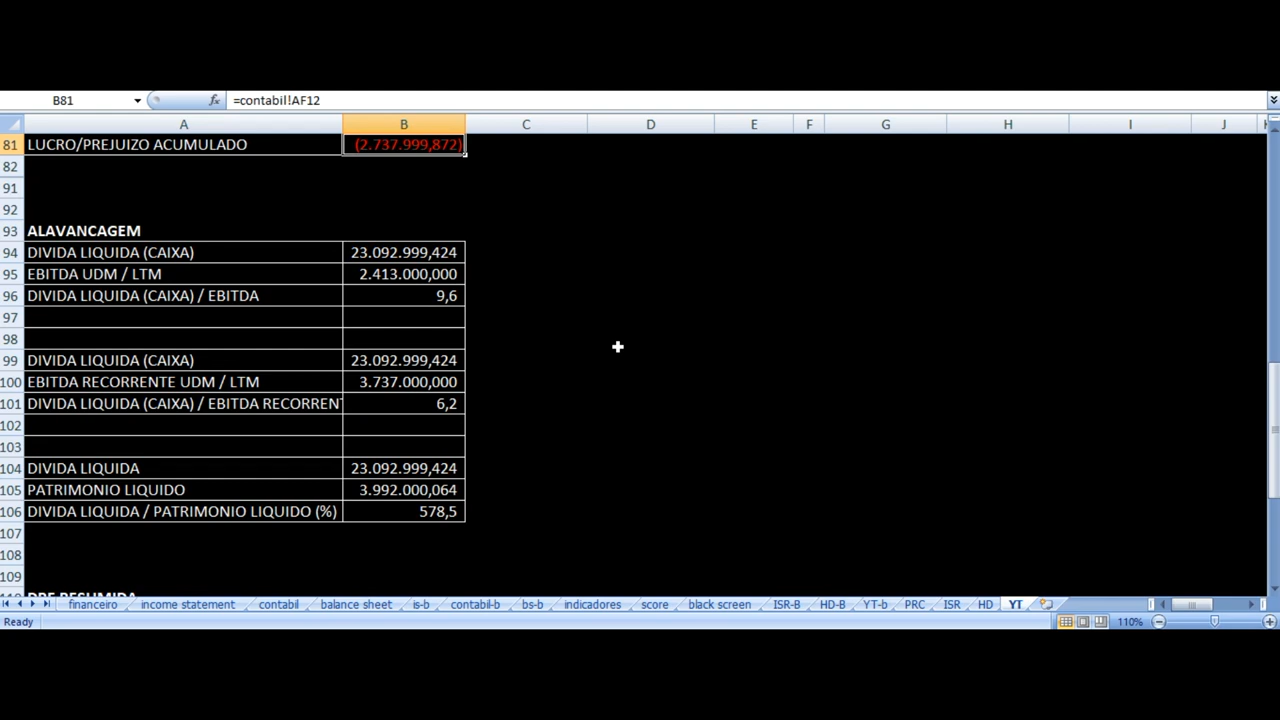 B81 fx =contabil!AF12
A B C D E F G H I J
81 LUCRO/PREJUIZO ACUMULADO (2.737.999,872)
82
91
92
93 ALAVANCAGEM
94 DIVIDA LIQUIDA (CAIXA) 23.092.999,424
95 EBITDA UDM / LTM 2.413.000,000
96 DIVIDA LIQUIDA (CAIXA) / EBITDA 9,6
97
98
99 DIVIDA LIQUIDA (CAIXA) 23.092.999,424
100 EBITDA RECORRENTE UDM / LTM 3.737.000,000
101 DIVIDA LIQUIDA (CAIXA) / EBITDA RECORREN 6,2
102
103
104 DIVIDA LIQUIDA 23.092.999,424
105 PATRIMONIO LIQUIDO 3.992.000,064
106 DIVIDA LIQUIDA / PATRIMONIO LIQUIDO (%) 578,5
107
108
109
110 DRE RESUMIDA
financeiro income statement contabil balance sheet is-b contabil-b bs-b indicadores score black screen ISR-B HD-B YT-b PRC ISR HD YT
Ready 110%